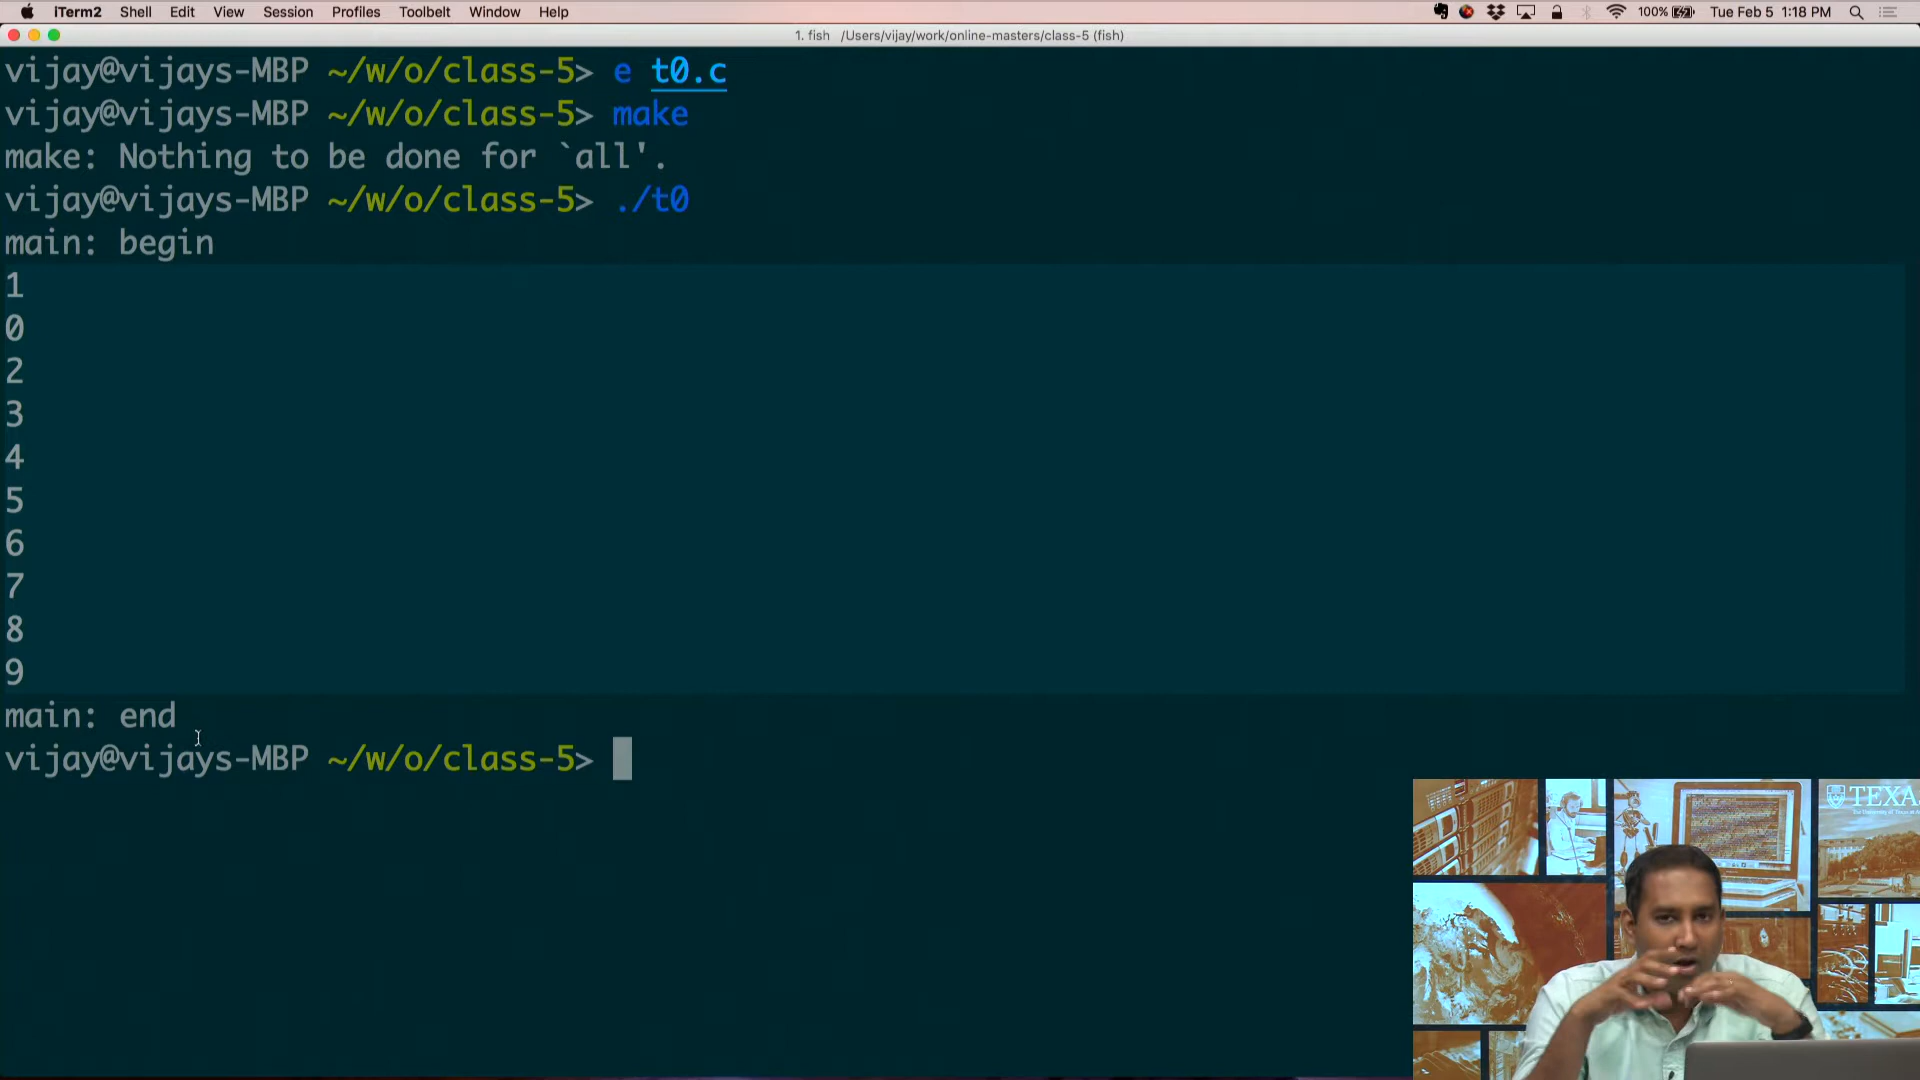 iTerm2 Shell Edit View Session Profiles Toolbelt Window Help 100% Tue Feb 5 1:18 PM
1. fish /Users/vijay/work/online-masters/class-5 (fish)
vijay@vijays-MBP ~/w/o/class-5> e t0.c
vijay@vijays-MBP ~/w/o/class-5> make
make: Nothing to be done for `all'.
vijay@vijays-MBP ~/w/o/class-5> ./t0
main: begin
1
0
2
3
4
5
6
7
8
9
main: end
vijay@vijays-MBP ~/w/o/class-5>
TEXA